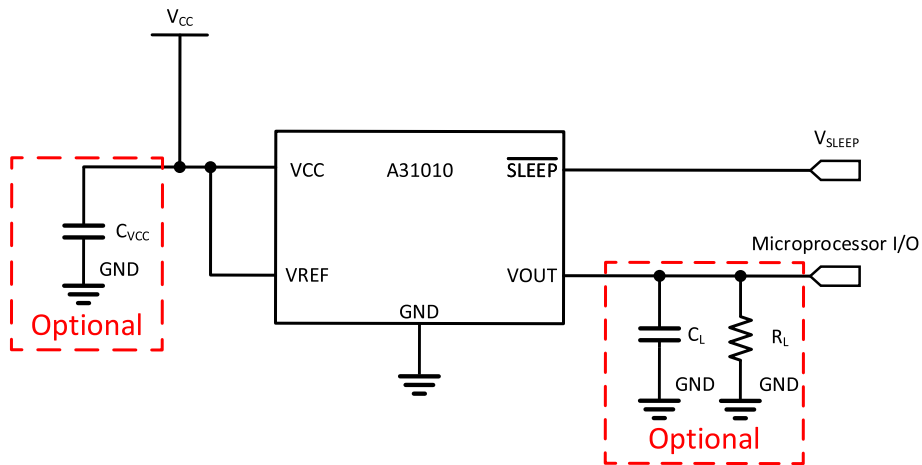 VCC
VSLEEP
VCC
A31010
SLEEP
CVCC
GND
Optional
VREF
VOUT
GND
Microprocessor I/O
CL
RL
GND
GND
Optional